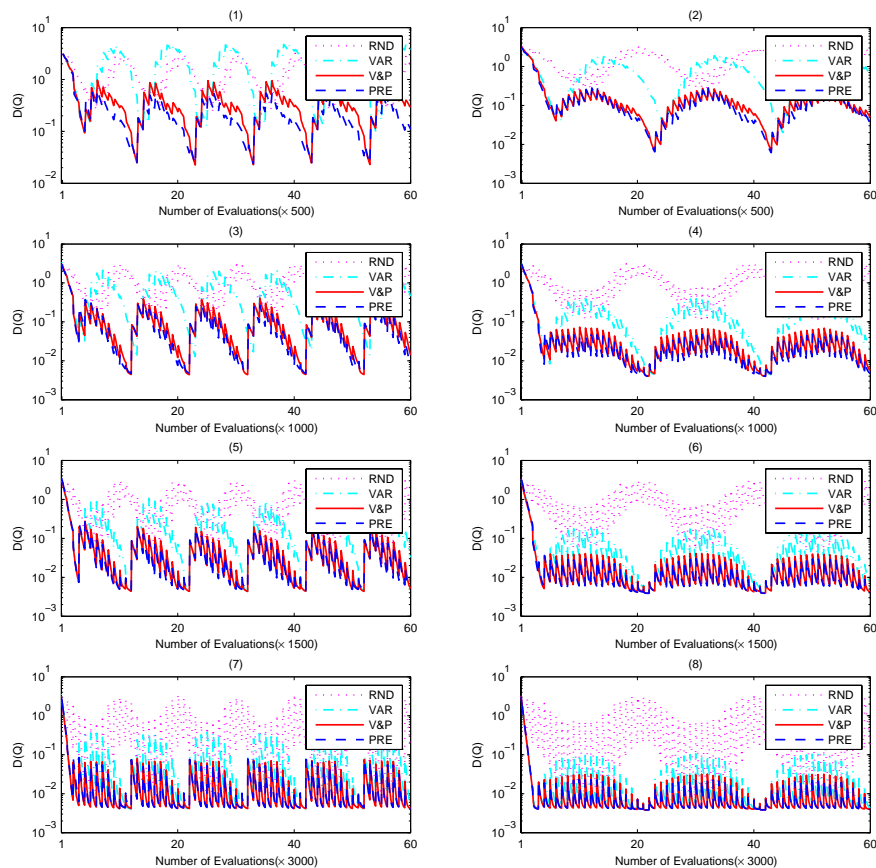 (1)
10^1
10^0
10^-1
10^-2
D(Q)
RND
VAR
V&P
PRE
1 20 40 60
Number of Evaluations(× 500)
(2)
10^1
10^0
10^-1
10^-2
10^-3
D(Q)
RND
VAR
V&P
PRE
1 20 40 60
Number of Evaluations(× 500)
(3)
10^1
10^0
10^-1
10^-2
10^-3
D(Q)
RND
VAR
V&P
PRE
1 20 40 60
Number of Evaluations(× 1000)
(4)
10^1
10^0
10^-1
10^-2
10^-3
D(Q)
RND
VAR
V&P
PRE
1 20 40 60
Number of Evaluations(× 1000)
(5)
10^1
10^0
10^-1
10^-2
10^-3
D(Q)
RND
VAR
V&P
PRE
1 20 40 60
Number of Evaluations(× 1500)
(6)
10^1
10^0
10^-1
10^-2
10^-3
D(Q)
RND
VAR
V&P
PRE
1 20 40 60
Number of Evaluations(× 1500)
(7)
10^1
10^0
10^-1
10^-2
10^-3
D(Q)
RND
VAR
V&P
PRE
1 20 40 60
Number of Evaluations(× 3000)
(8)
10^1
10^0
10^-1
10^-2
10^-3
D(Q)
RND
VAR
V&P
PRE
1 20 40 60
Number of Evaluations(× 3000)